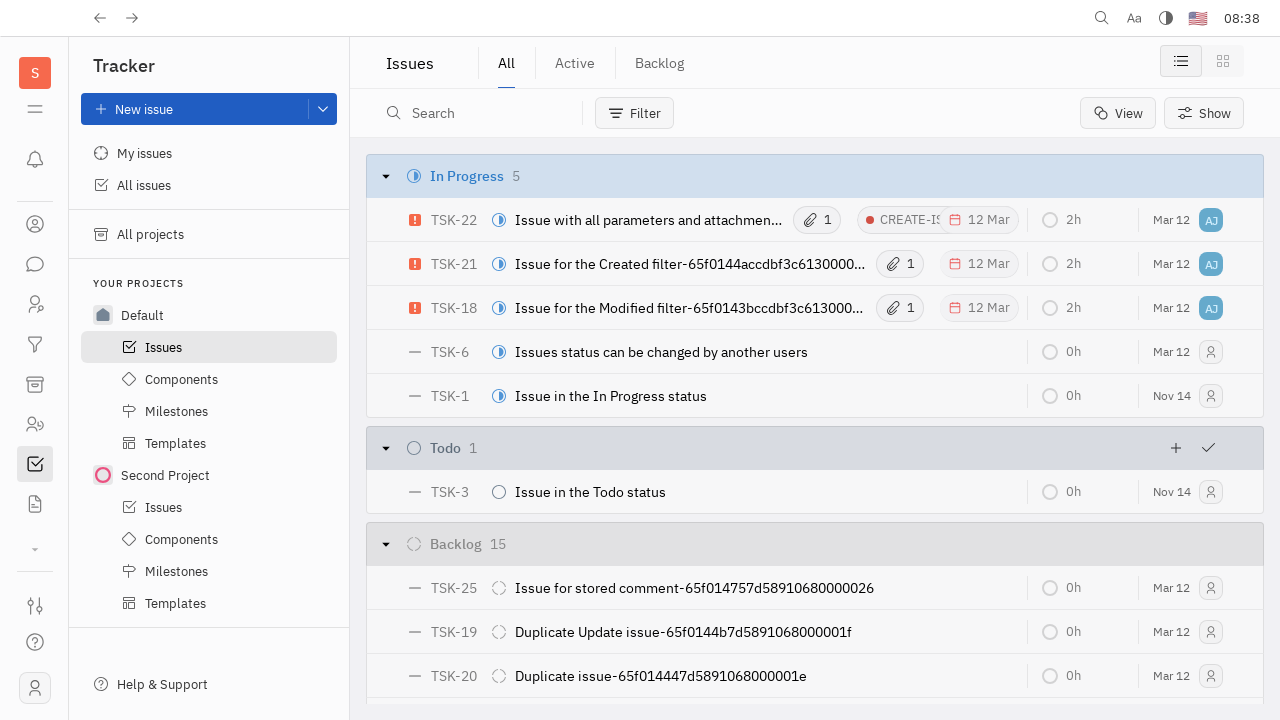 Aa
08:38
S
Tracker
New issue
My issues
All issues
All projects
YOUR PROJECTS
Default
Issues
Components
Milestones
Templates
Second Project
Issues
Components
Milestones
Templates
Help & Support
Issues
All
Active
Backlog
Search
Filter
View
Show
In Progress 5
TSK-22 Issue with all parameters and attachmen... 1 CREATE-IS 12 Mar 2h Mar 12 AJ
TSK-21 Issue for the Created filter-65f0144accdbf3c6130000... 1 12 Mar 2h Mar 12 AJ
TSK-18 Issue for the Modified filter-65f0143bccdbf3c613000... 1 12 Mar 2h Mar 12 AJ
TSK-6 Issues status can be changed by another users 0h Mar 12
TSK-1 Issue in the In Progress status 0h Nov 14
Todo 1
TSK-3 Issue in the Todo status 0h Nov 14
Backlog 15
TSK-25 Issue for stored comment-65f014757d58910680000026 0h Mar 12
TSK-19 Duplicate Update issue-65f0144b7d5891068000001f 0h Mar 12
TSK-20 Duplicate issue-65f014447d5891068000001e 0h Mar 12